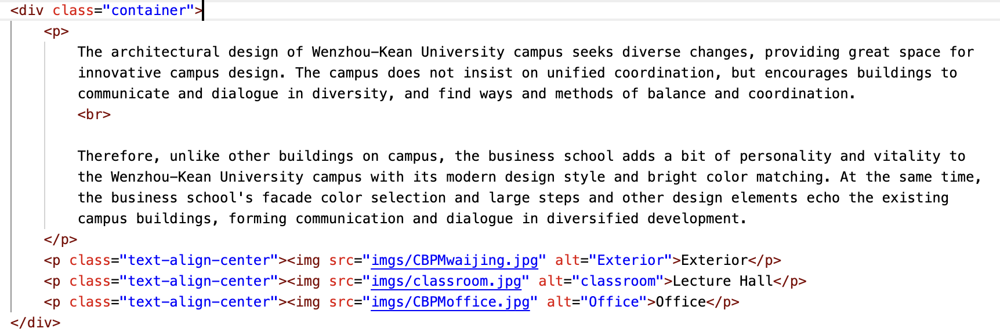 <div class="container">
<p>
The architectural design of Wenzhou-Kean University campus seeks diverse changes, providing great space for
innovative campus design. The campus does not insist on unified coordination, but encourages buildings to
communicate and dialogue in diversity, and find ways and methods of balance and coordination.
<br>
Therefore, unlike other buildings on campus, the business school adds a bit of personality and vitality to
the Wenzhou-Kean University campus with its modern design style and bright color matching. At the same time,
the business school's facade color selection and large steps and other design elements echo the existing
campus buildings, forming communication and dialogue in diversified development.
</p>
<p class="text-align-center"><img src="imgs/CBPMwaijing.jpg" alt="Exterior">Exterior</p>
<p class="text-align-center"><img src="imgs/classroom.jpg" alt="classroom">Lecture Hall</p>
<p class="text-align-center"><img src="imgs/CBPMoffice.jpg" alt="Office">Office</p>
</div>